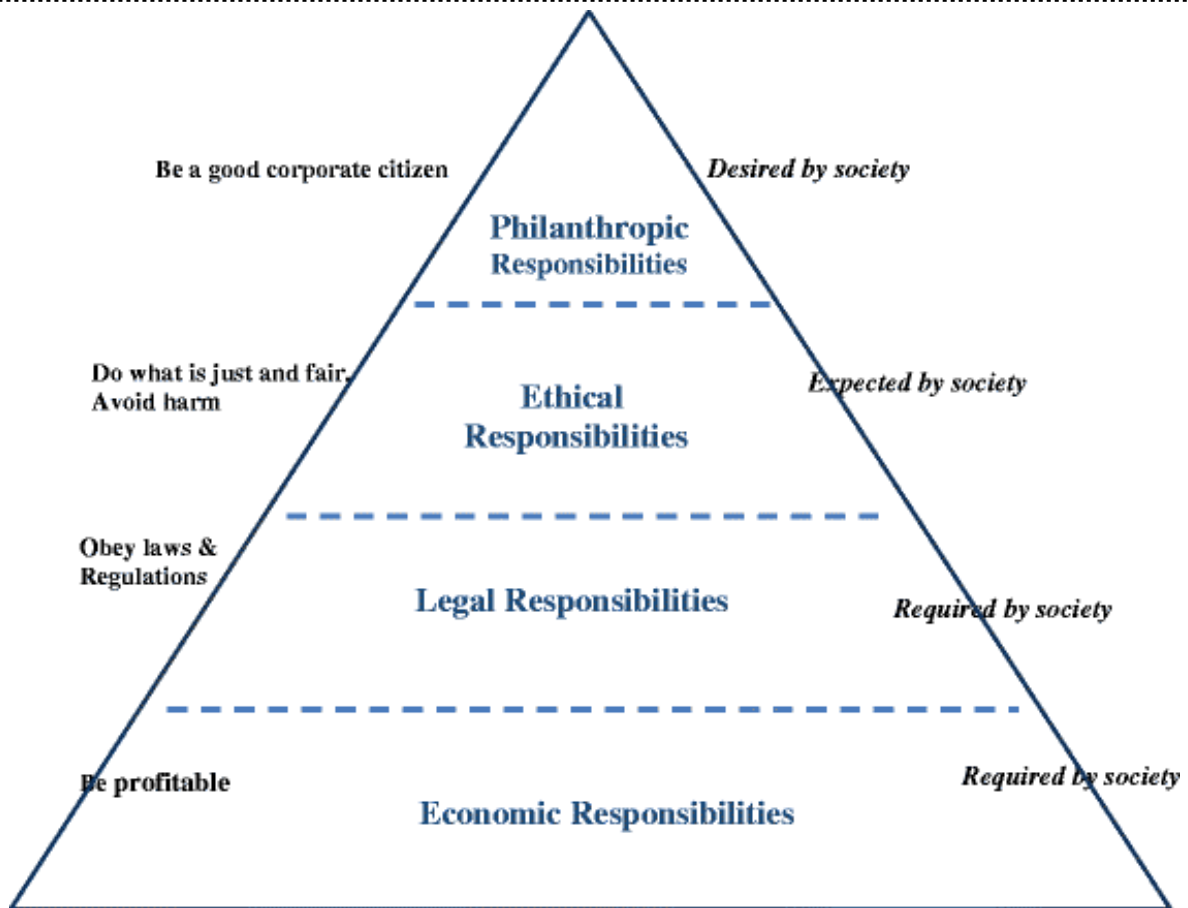 Be a good corporate citizen
Desired by society
Philanthropic
Responsibilities
Do what is just and fair,
Avoid harm
Expected by society
Ethical
Responsibilities
Obey laws &
Regulations
Legal Responsibilities
Required by society
Be profitable
Required by society
Economic Responsibilities